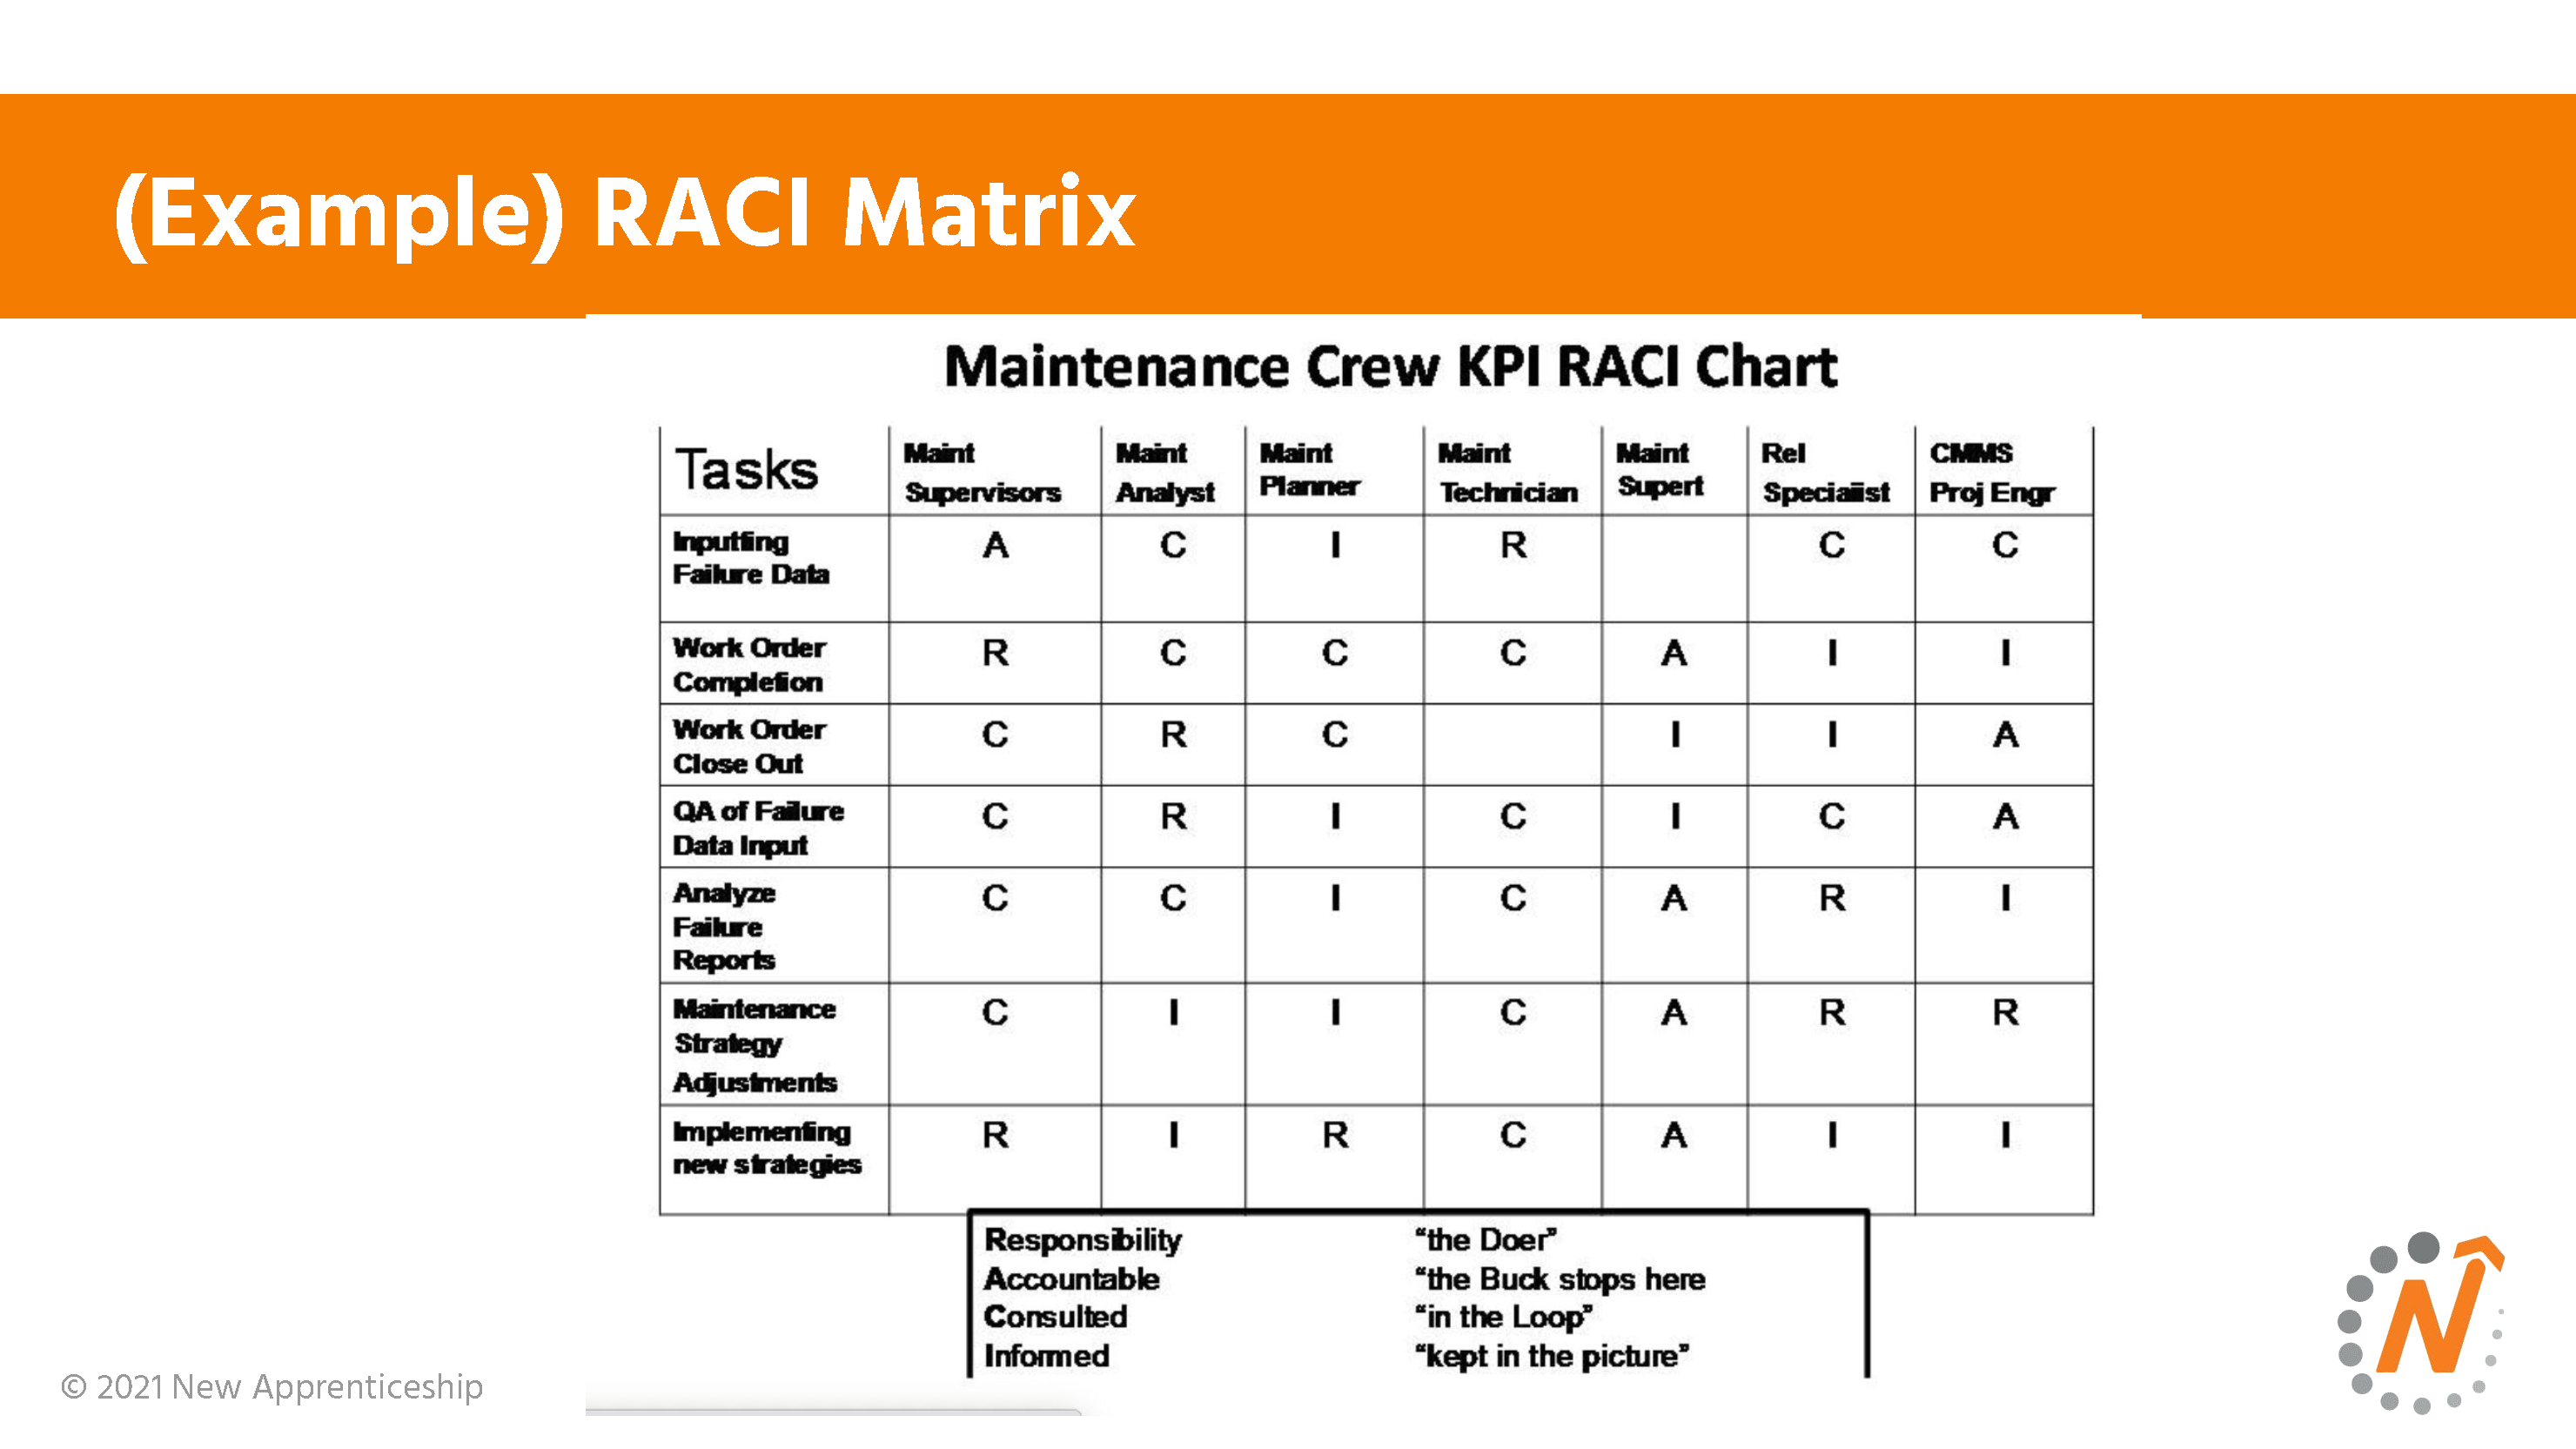 (Example) RACI Matrix
Maintenance Crew KPI RACI Chart
Tasks Maint Supervisors Maint Analyst Maint Planner Maint Technician Maint Supert Rel Specialist CMMS Proj Engr
Inputting Failure Data A C I R C C
Work Order Completion R C C C A I I
Work Order Close Out C R C I I A
QA of Failure Data Input C R I C I C A
Analyze Failure Reports C C I C A R I
Maintenance Strategy Adjustments C I I C A R R
Implementing new strategies R I R C A I I
Responsibility “the Doer”
Accountable “the Buck stops here
Consulted “in the Loop”
Informed “kept in the picture”
© 2021 New Apprenticeship
N